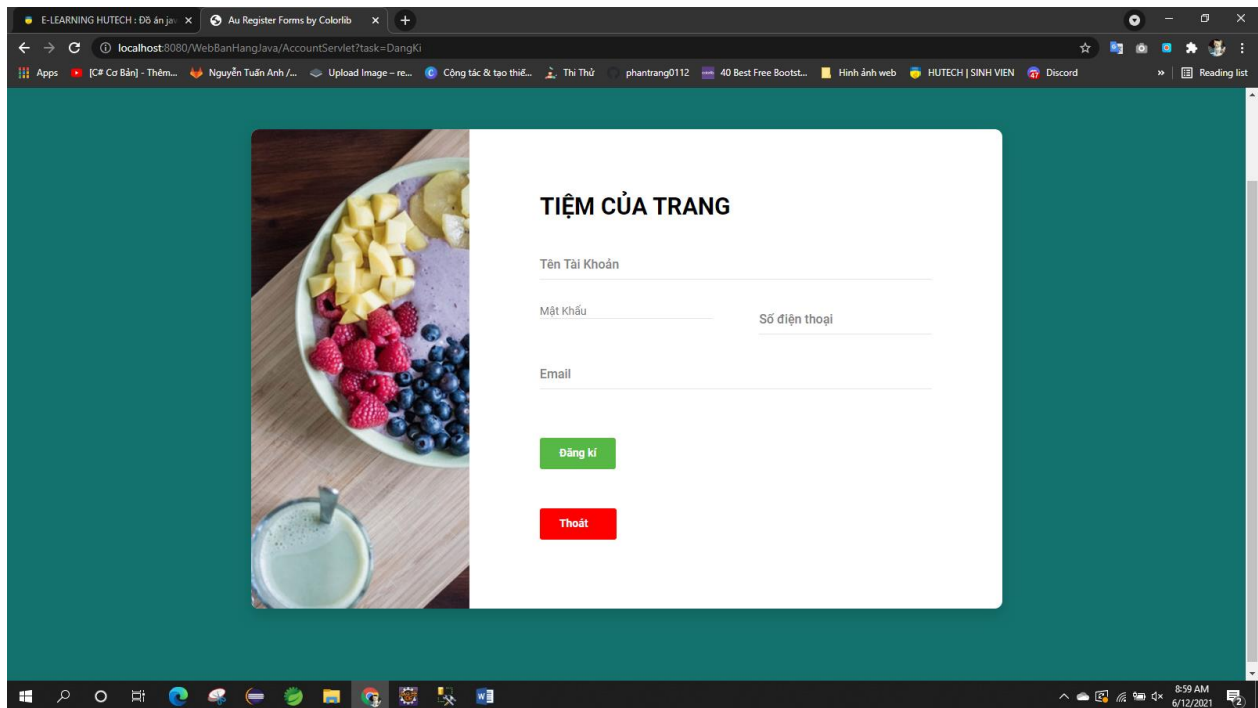 E-LEARNING HUTECH : Đồ án jav
Au Register Forms by Colorlib
localhost:8080/WebBanHangJava/AccountServlet?task=DangKi
Apps
[C# Cơ Bản] - Thêm...
Nguyễn Tuấn Anh /...
Upload Image – re...
Cộng tác & tạo thiế...
Thi Thử
phantrang0112
40 Best Free Bootst...
Hình ảnh web
HUTECH | SINH VIEN
47
Discord
»
Reading list
TIỆM CỦA TRANG
Tên Tài Khoản
Mật Khẩu
Số điện thoại
Email
Đăng kí
Thoát
8:59 AM
6/12/2021
2